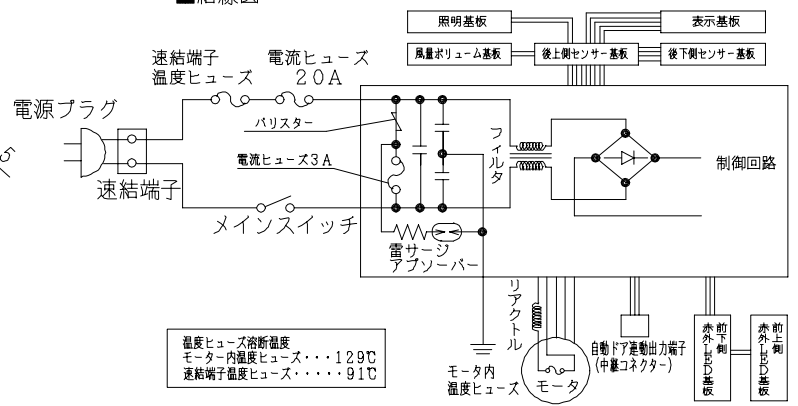 ■結線図
照明基板
表示基板
風量ボリューム基板
後上側センサー基板
後下側センサー基板
速結端子
温度ヒューズ
電流ヒューズ
20A
電源プラグ
速結端子
バリスター
電流ヒューズ3A
メインスイッチ
フィルタ
制御回路
雷サージ
アブソーバー
リアクトル
モータ内
温度ヒューズ
モータ
自動ドア連動出力端子
(中継コネクター)
前下側
赤外LED基板
前上側
赤外LED基板
温度ヒューズ溶断温度
モーター内温度ヒューズ・・・129℃
速結端子温度ヒューズ・・・・・91℃